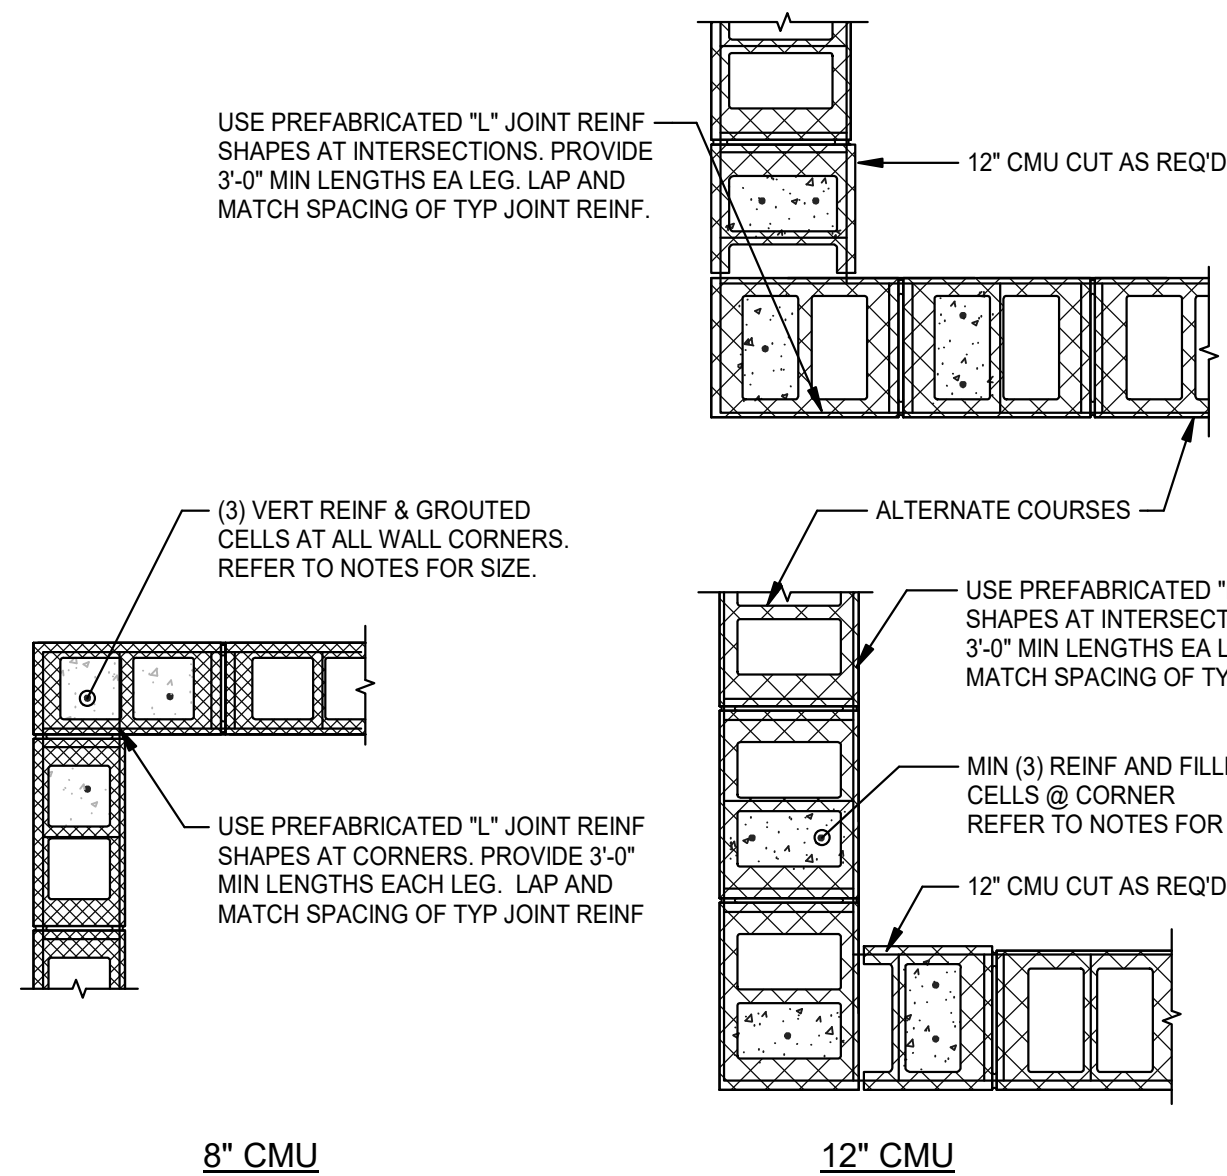 USE PREFABRICATED "L" JOINT REINF
SHAPES AT INTERSECTIONS. PROVIDE
3'-0" MIN LENGTHS EA LEG. LAP AND
MATCH SPACING OF TYP JOINT REINF.
12" CMU CUT AS REQ'D
(3) VERT REINF & GROUTED
CELLS AT ALL WALL CORNERS.
REFER TO NOTES FOR SIZE.
ALTERNATE COURSES
USE PREFABRICATED "
SHAPES AT INTERSECT
3'-0" MIN LENGTHS EA L
MATCH SPACING OF TY
MIN (3) REINF AND FILL
CELLS @ CORNER
REFER TO NOTES FOR
USE PREFABRICATED "L" JOINT REINF
SHAPES AT CORNERS. PROVIDE 3'-0"
MIN LENGTHS EACH LEG. LAP AND
MATCH SPACING OF TYP JOINT REINF
12" CMU CUT AS REQ'D
8" CMU
12" CMU